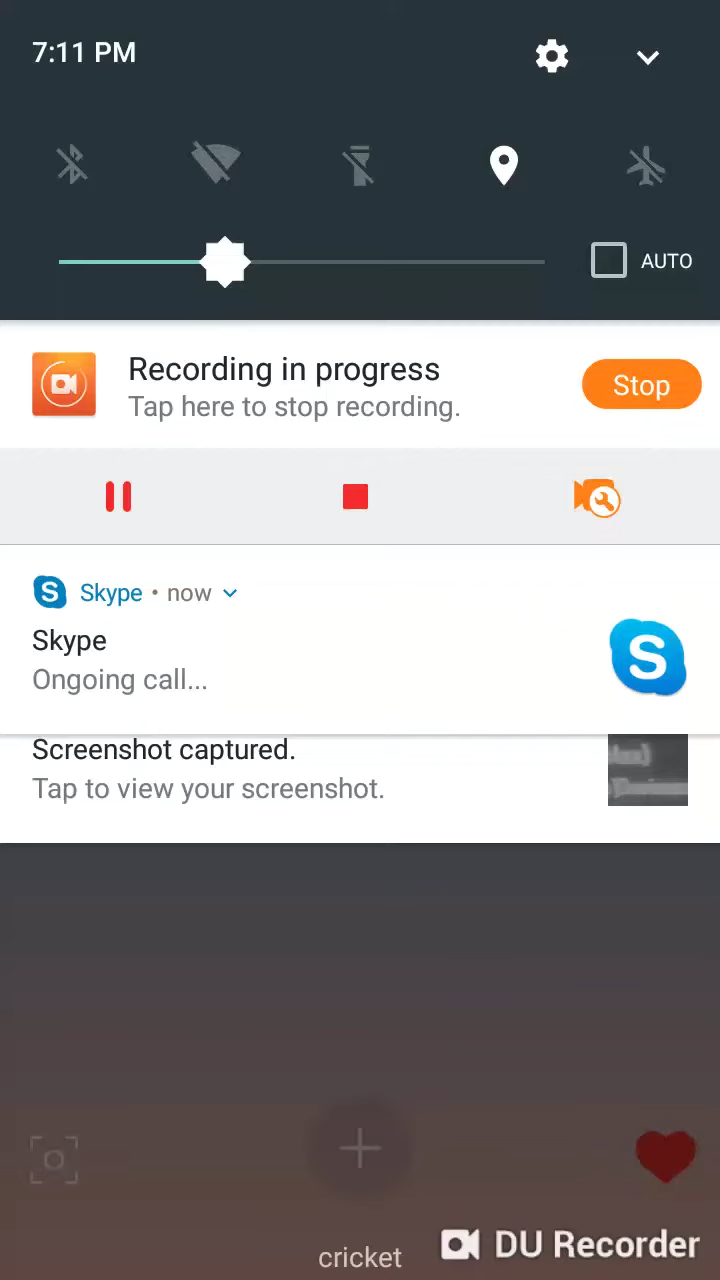 7:11 PM
AUTO
Recording in progress
Tap here to stop recording.
Stop
Skype • now
Skype
Ongoing call...
Screenshot captured.
Tap to view your screenshot.
cricket
DU Recorder